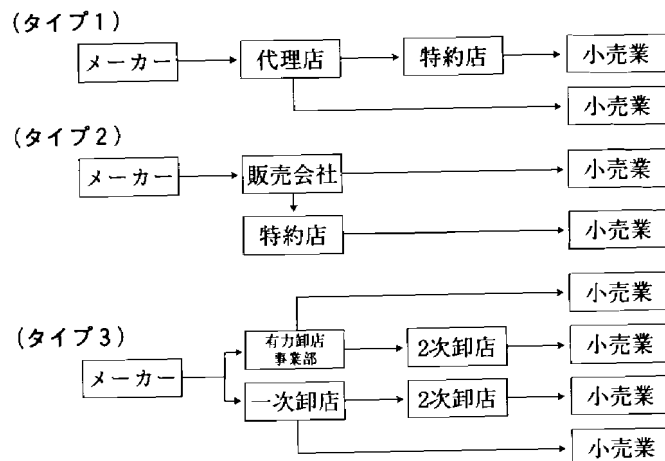 (タイプ1)
メーカー 代理店 特約店 小売業
小売業
(タイプ2)
メーカー 販売会社 小売業
特約店 小売業
小売業
(タイプ3)
有力卸店
事業部
2次卸店 小売業
メーカー
一次卸店 2次卸店 小売業
小売業